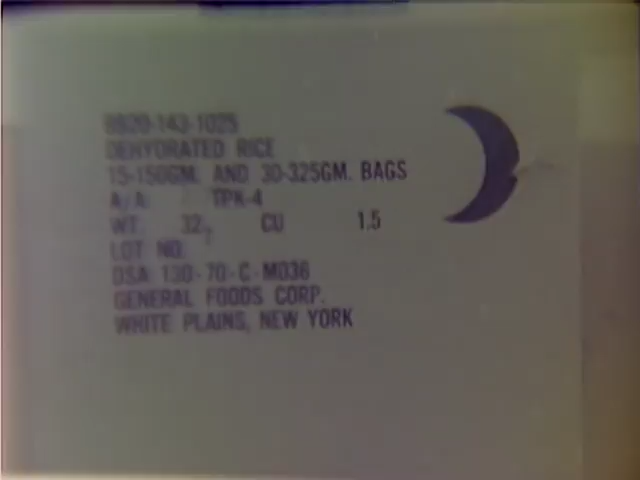 8920-143-1025
DEHYDRATED RICE
15-150GM. AND 30-325GM. BAGS
A/A TPK-4
WT. 32. CU 1.5
LOT NO.
DSA 130-70-C-M036
GENERAL FOODS CORP.
WHITE PLAINS, NEW YORK